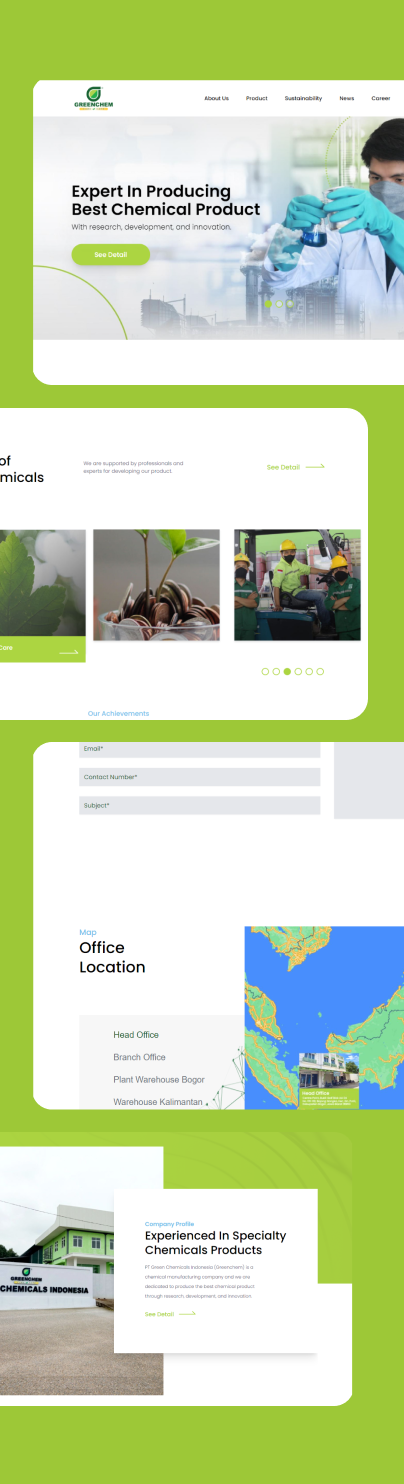 GREENCHEM
About Us Product Sustainability News Career
Expert In Producing
Best Chemical Product
With research, development, and innovation.
See Detail
of
micals
We are supported by professionals and
experts for developing our product.
See Detail
Care
Our Achievements
Email*
Contact Number*
Subject*
Map
Office
Location
Head Office
Branch Office
Plant Warehouse Bogor
Warehouse Kalimantan
Head Office
GREENCHEM
CHEMICALS INDONESIA
Company Profile
Experienced In Specialty
Chemicals Products
PT Green Chemicals Indonesia (Greenchem) is a
chemical manufacturing company and we are
dedicated to produce the best chemical product
through research, development, and innovation.
See Detail